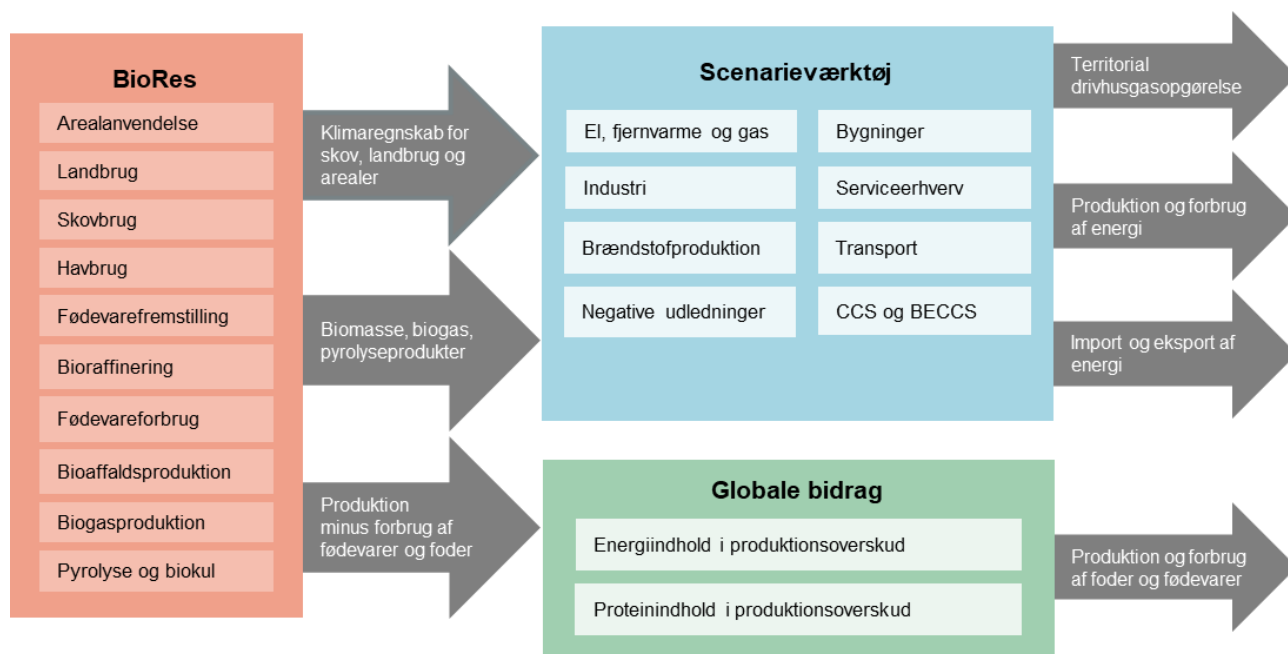 BioRes
Arealanvendelse
Landbrug
Skovbrug
Havbrug
Fødevarefremstilling
Bioraffinering
Fødevareforbrug
Bioaffaldsproduktion
Biogasproduktion
Pyrolyse og biokul
Klimaregnskab for
skov, landbrug og
arealer
Biomasse, biogas,
pyrolyseprodukter
Produktion
minus forbrug af
fødevarer og foder
Scenarieværktøj
El, fjernvarme og gas
Bygninger
Industri
Serviceerhverv
Brændstofproduktion
Transport
Negative udledninger
CCS og BECCS
Globale bidrag
Energiindhold i produktionsoverskud
Proteinindhold i produktionsoverskud
Territorial
drivhusgasopgørelse
Produktion og forbrug
af energi
Import og eksport af
energi
Produktion og forbrug
af foder og fødevarer